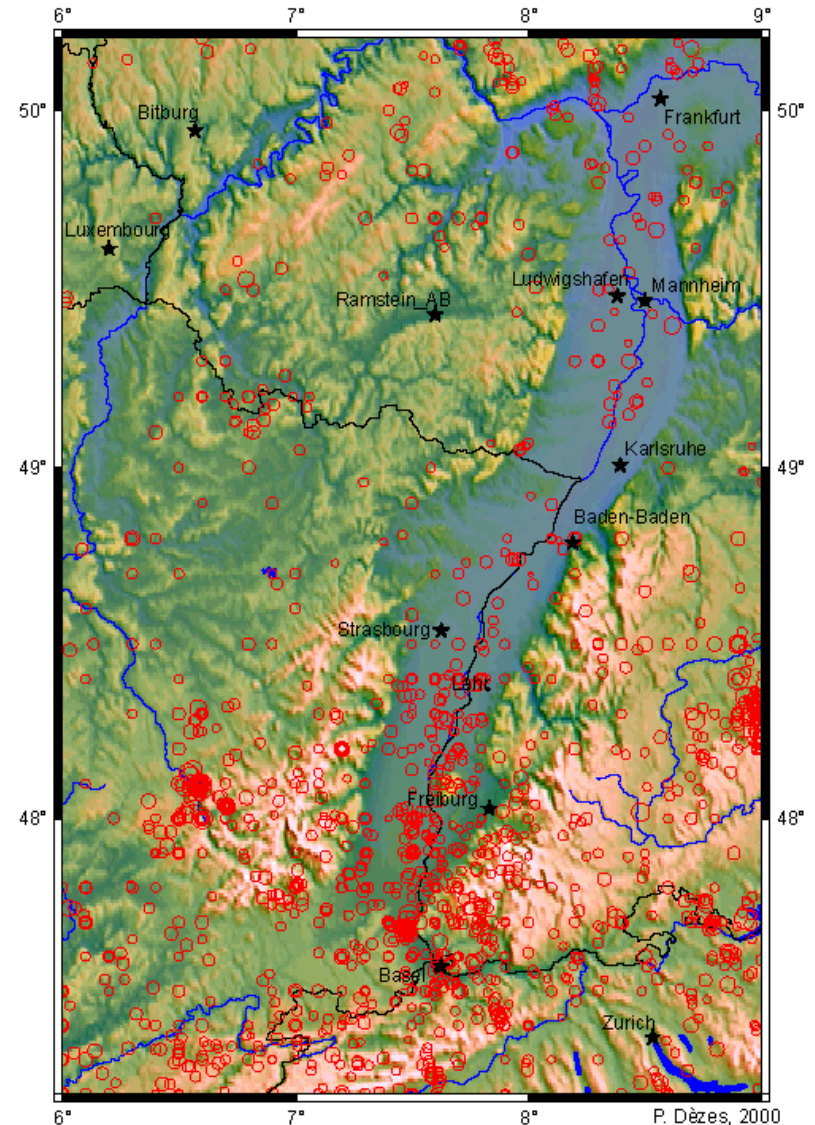 6° 7° 8° 9°
Bitburg
50° 50°
Frankfurt
Luxembourg
Ludwigshafen
Mannheim
Ramstein_AB
Karlsruhe
49° 49°
Baden-Baden
Strasbourg
Lahr
Freiburg
48° 48°
Basel
Zurich
6° 7° 8°
P. Dèzes, 2000